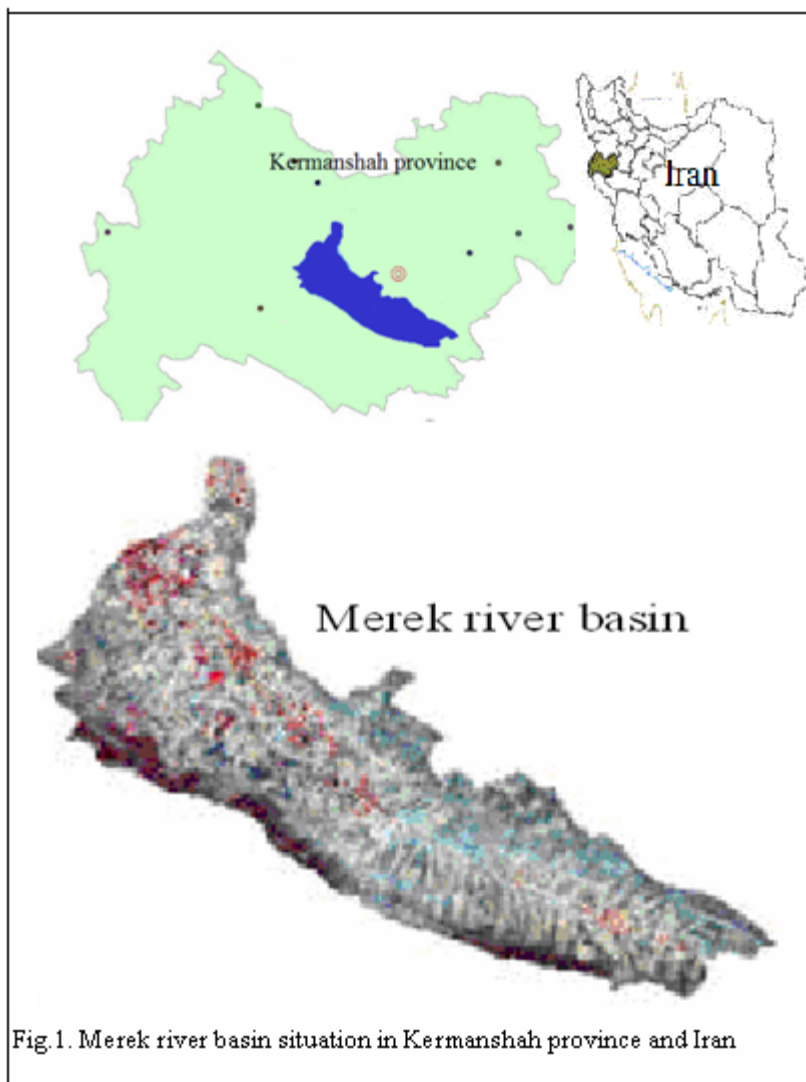 Kermanshah province
Iran
Merek river basin
Fig.1. Merek river basin situation in Kermanshah province and Iran